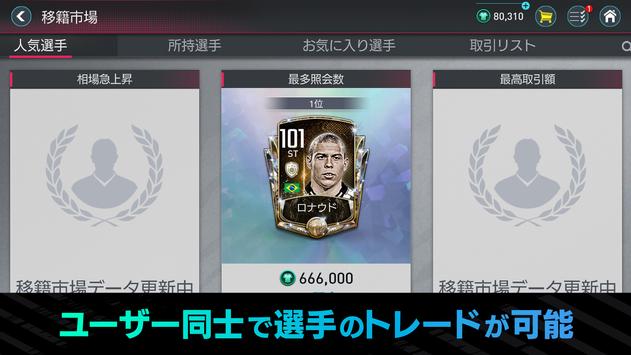 移籍市場
80,310
1
人気選手
所持選手
お気に入り選手
取引リスト
相場急上昇
最多照会数
最高取引額
1位
101
ST
ロナウド
移籍市場データ更新中
666,000
移籍市場データ更新中
ユーザー同士で選手のトレードが可能